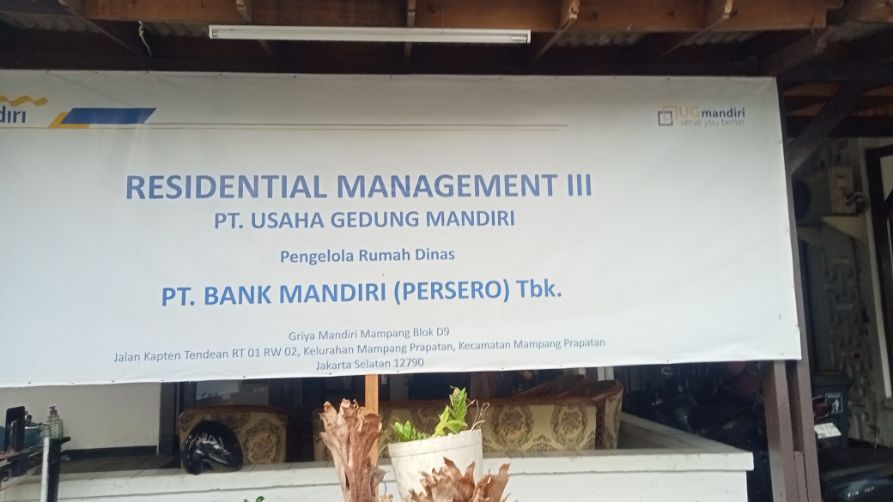 diri
UGmandiri
serve you better
RESIDENTIAL MANAGEMENT III
PT. USAHA GEDUNG MANDIRI
Pengelola Rumah Dinas
PT. BANK MANDIRI (PERSERO) Tbk.
Griya Mandiri Mampang Blok D9
Jalan Kapten Tendean RT 01 RW 02, Kelurahan Mampang Prapatan, Kecamatan Mampang Prapatan
Jakarta Selatan 12790